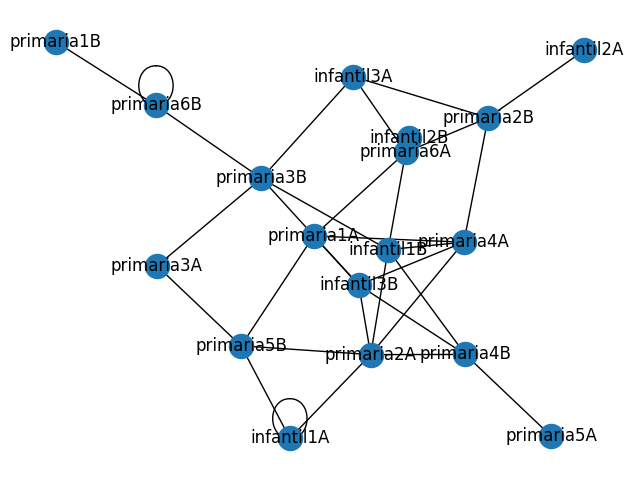 primaria1B
infantil2A
primaria6B
infantil3A
primaria2B
infantil2B
primaria6A
primaria3B
primaria1A
primaria4A
infantil1B
primaria3A
infantil3B
primaria5B
primaria2A
primaria4B
infantil1A
primaria5A